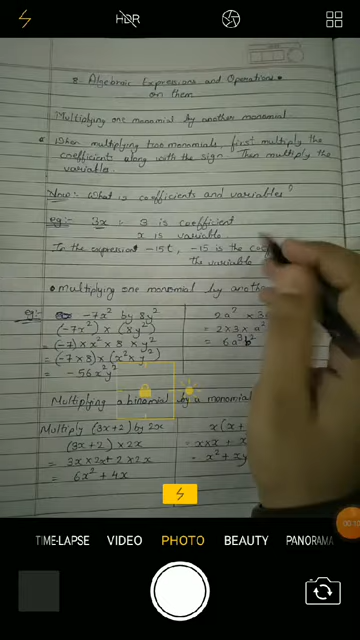 HDR
8. Algebraic Expressions and Operations
on them
Multiplying one monomial by another monomial
When multiplying two monomials, first multiply the
coefficients along with the sign. Then multiply the
variables.
Now: What is coefficients and variables?
eg: 3x : 3 is coefficient
x is variable
In the expression -15t, -15 is the
the variable
• Multiplying one monomial by
eg: -7x² by 8y²
(-7x²) × (8y²)
= (-7) × x² × 8 × y²
= (-7×8) × (x² × y²)
= -56x²y²
2a² ×
= 2×3× a²
= 6a³b²
Multiplying a binomial by a monomial
Multiply (3x+2) by 2x
(3x+2) × 2x
= 3x × 2x + 2 × 2x
= 6x² + 4x
x(x+
= x×x +
= x² +
TIME-LAPSE VIDEO PHOTO BEAUTY PANORAMA